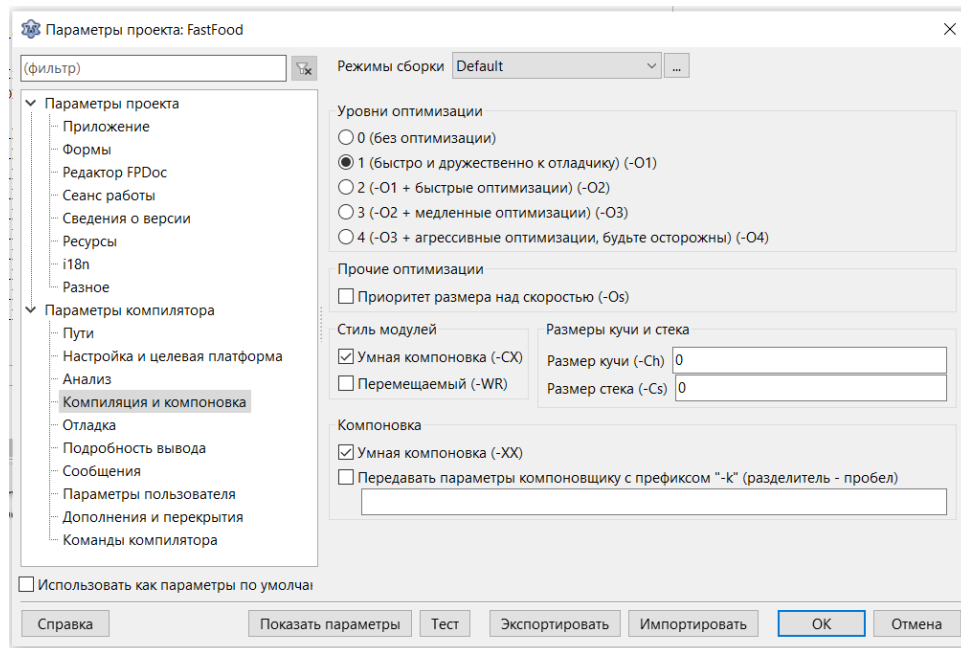 Параметры проекта: FastFood
(фильтр)
Режимы сборки Default ...
Параметры проекта
Приложение
Формы
Редактор FPDoc
Сеанс работы
Сведения о версии
Ресурсы
i18n
Разное
Параметры компилятора
Пути
Настройка и целевая платформа
Анализ
Компиляция и компоновка
Отладка
Подробность вывода
Сообщения
Параметры пользователя
Дополнения и перекрытия
Команды компилятора
Использовать как параметры по умолчан
Уровни оптимизации
0 (без оптимизации)
1 (быстро и дружественно к отладчику) (-O1)
2 (-O1 + быстрые оптимизации) (-O2)
3 (-O2 + медленные оптимизации) (-O3)
4 (-O3 + агрессивные оптимизации, будьте осторожны) (-O4)
Прочие оптимизации
Приоритет размера над скоростью (-Os)
Стиль модулей
Умная компоновка (-CX)
Перемещаемый (-WR)
Размеры кучи и стека
Размер кучи (-Ch) 0
Размер стека (-Cs) 0
Компоновка
Умная компоновка (-XX)
Передавать параметры компоновщику с префиксом "-k" (разделитель - пробел)
Справка Показать параметры Тест Экспортировать Импортировать OK Отмена